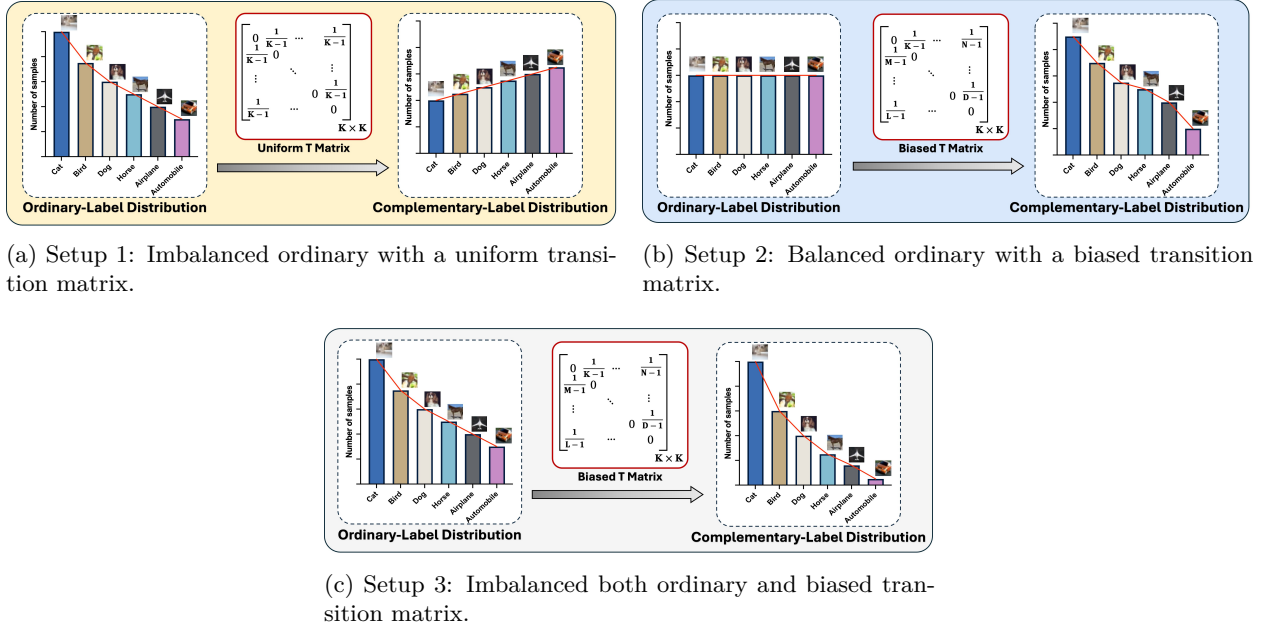 Number of samples
Cat
Bird
Dog
Horse
Airplane
Automobile
Ordinary-Label Distribution
0 1/K−1 ⋯ 1/K−1
1/K−1 0
⋮ ⋱ ⋮
0 1/K−1
1/K−1 ⋯ 0
K × K
Uniform T Matrix
Number of samples
Cat
Bird
Dog
Horse
Airplane
Automobile
Complementary-Label Distribution
(a) Setup 1: Imbalanced ordinary with a uniform transi-
tion matrix.
Number of samples
Cat
Bird
Dog
Horse
Airplane
Automobile
Ordinary-Label Distribution
0 1/K−1 ⋯ 1/N−1
1/M−1 0
⋮ ⋱ ⋮
0 1/D−1
1/L−1 ⋯ 0
K × K
Biased T Matrix
Number of samples
Cat
Bird
Dog
Horse
Airplane
Automobile
Complementary-Label Distribution
(b) Setup 2: Balanced ordinary with a biased transition
matrix.
Number of samples
Cat
Bird
Dog
Horse
Airplane
Automobile
Ordinary-Label Distribution
0 1/K−1 ⋯ 1/N−1
1/M−1 0
⋮ ⋱ ⋮
0 1/D−1
1/L−1 ⋯ 0
K × K
Biased T Matrix
Number of samples
Cat
Bird
Dog
Horse
Airplane
Automobile
Complementary-Label Distribution
(c) Setup 3: Imbalanced both ordinary and biased tran-
sition matrix.